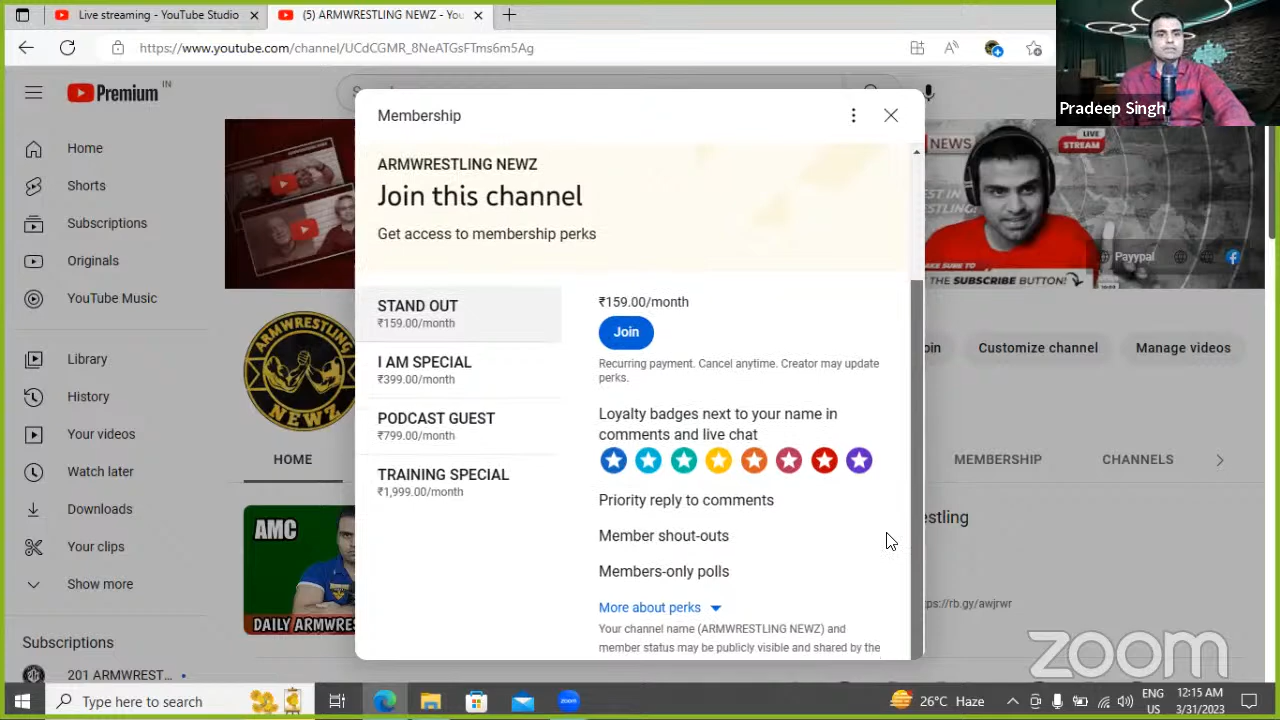 Live streaming - YouTube Studio
(5) ARMWRESTLING NEWZ - You
https://www.youtube.com/channel/UCdCGMR_8NeATGsFTms6m5Ag
Pradeep Singh
Premium IN
Home
Shorts
Subscriptions
Originals
YouTube Music
Library
History
Your videos
Watch later
Downloads
Your clips
Show more
Subscriptions
201 ARMWREST...
Membership
ARMWRESTLING NEWZ
Join this channel
Get access to membership perks
STAND OUT
₹159.00/month
I AM SPECIAL
₹399.00/month
PODCAST GUEST
₹799.00/month
TRAINING SPECIAL
₹1,999.00/month
₹159.00/month
Join
Recurring payment. Cancel anytime. Creator may update
perks.
Loyalty badges next to your name in
comments and live chat
Priority reply to comments
Member shout-outs
Members-only polls
More about perks
Your channel name (ARMWRESTLING NEWZ) and
member status may be publicly visible and shared by the
NEWS
LIVE
STREAM
THE SUBSCRIBE BUTTON!
Payypal
Customize channel
Manage videos
ARMWRESTLING
NEWZ
HOME
MEMBERSHIP
CHANNELS
AMC
DAILY ARMWRES
estling
ps://rb.gy/awjrwr
zoom
Type here to search
zoom
26°C Haze
ENG
US
12:15 AM
3/31/2023